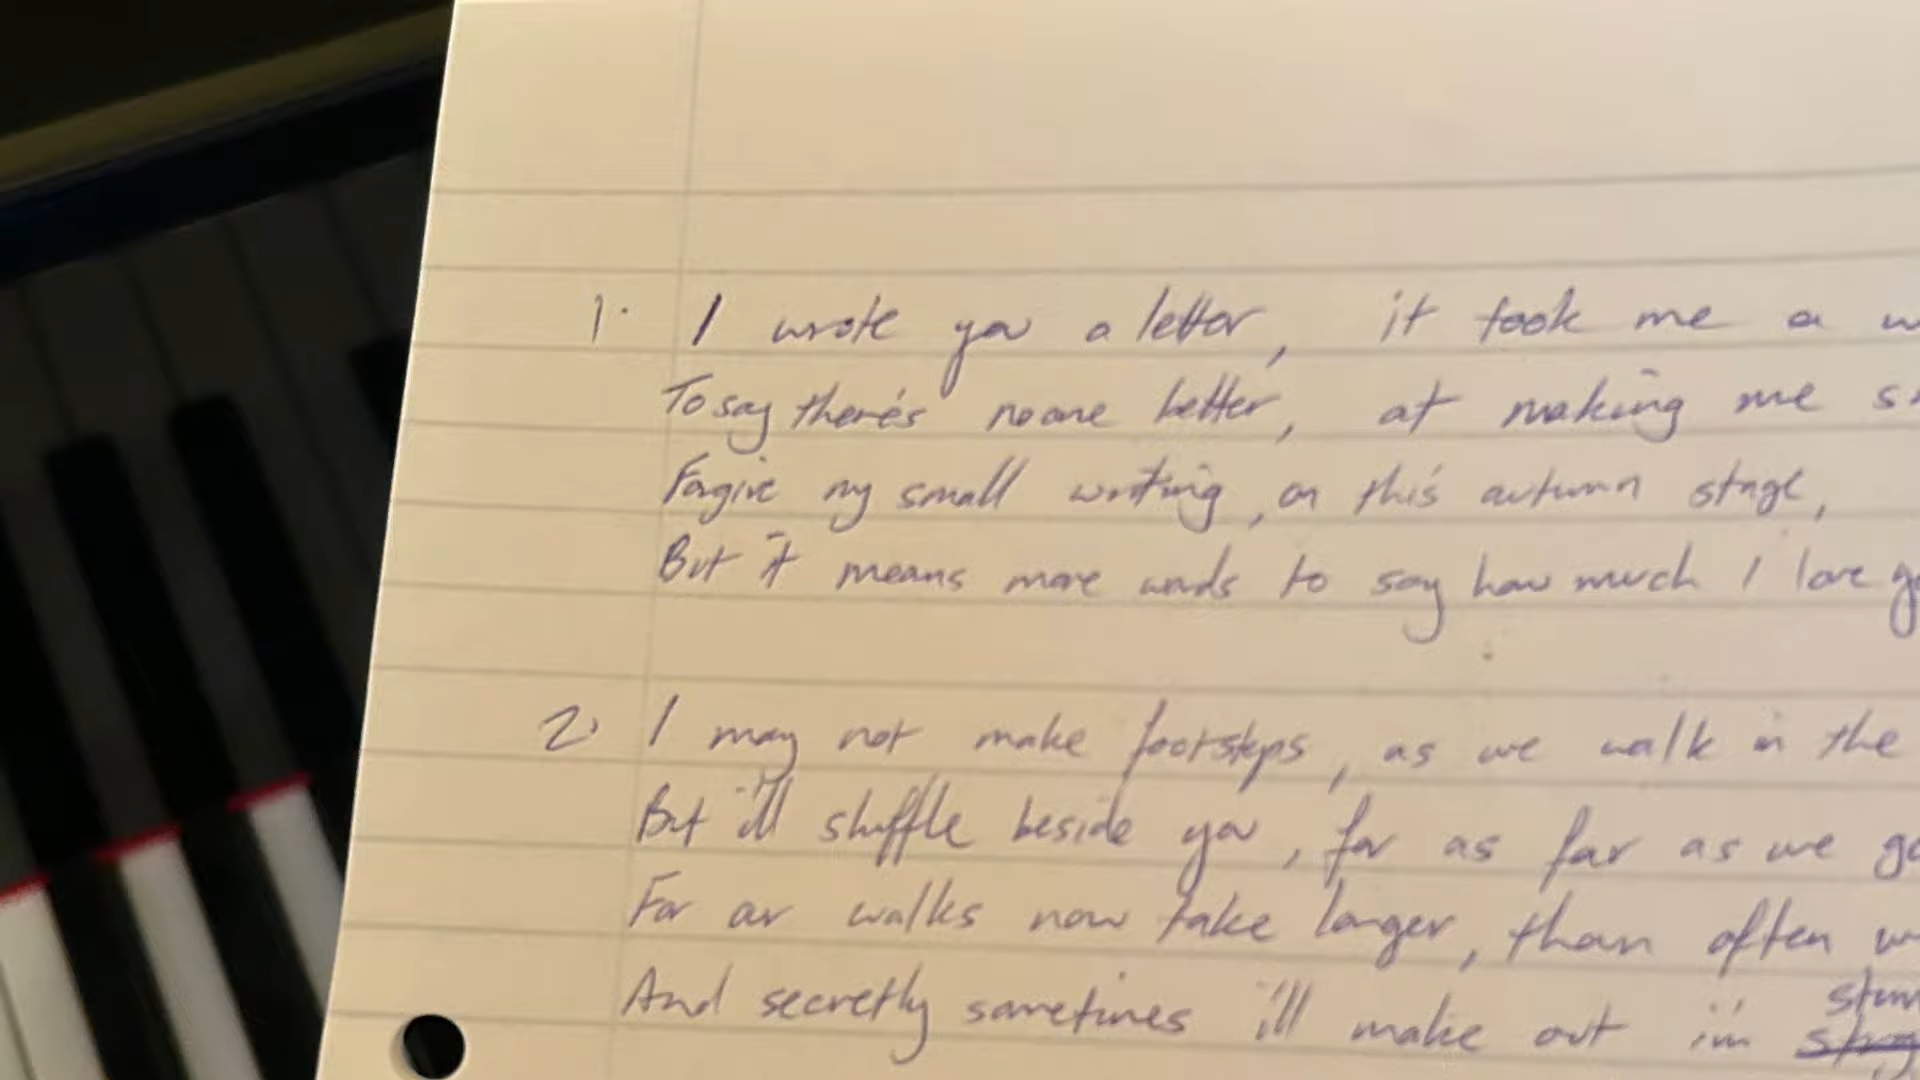 1. I wrote you a letter, it took me a
To say there's noone better, at making me
Forgive my small writing, on this autumn stage,
But it means more words to say how much I love
2. I may not make footsteps, as we walk in the
But i'll shuffle beside you, for as far as we
For our walks now take longer, than often
And secretly sometimes i'll make out i'm